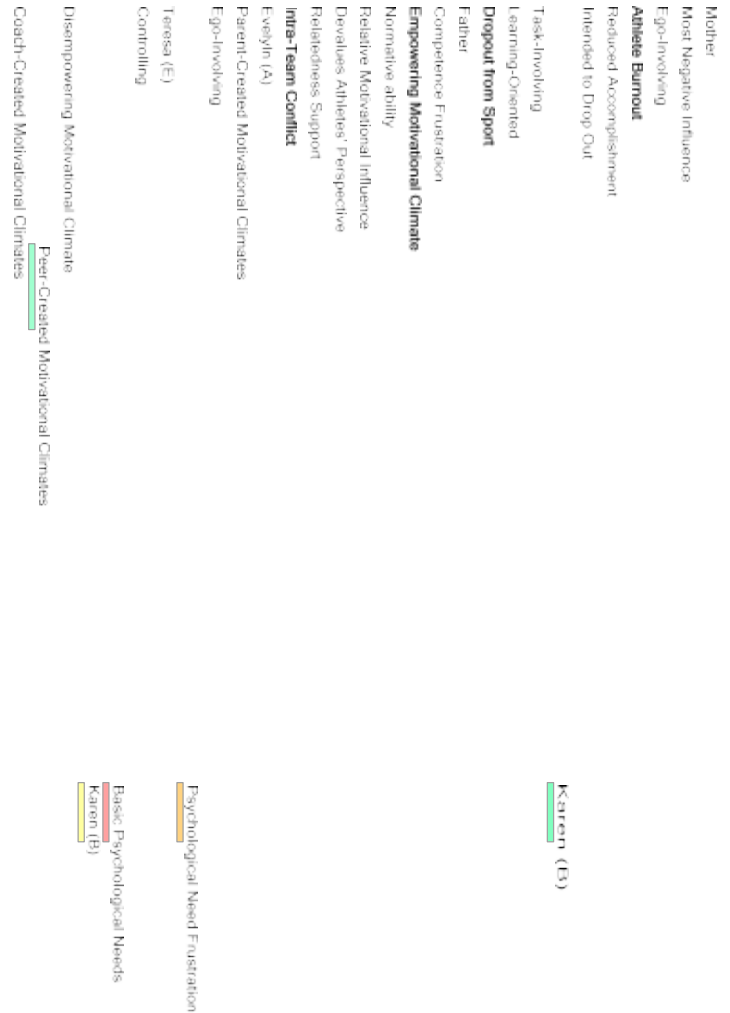 Mother
Most Negative Influence
Ego-Involving
Athlete Burnout
Reduced Accomplishment
Intended to Drop Out
Karen (B)
Task-Involving
Learning-Oriented
Dropout from Sport
Father
Competence Frustration
Empowering Motivational Climate
Normative ability
Relative Motivational Influence
Devalues Athletes' Perspective
Relatedness Support
Intra-Team Conflict
Evelyln (A)
Parent-Created Motivational Climates
Ego-Involving
Psychological Need Frustration
Teresa (E)
Controlling
Basic Psychological Needs
Karen (B)
Disempowering Motivational Climate
Peer-Created Motivational Climates
Coach-Created Motivational Climates